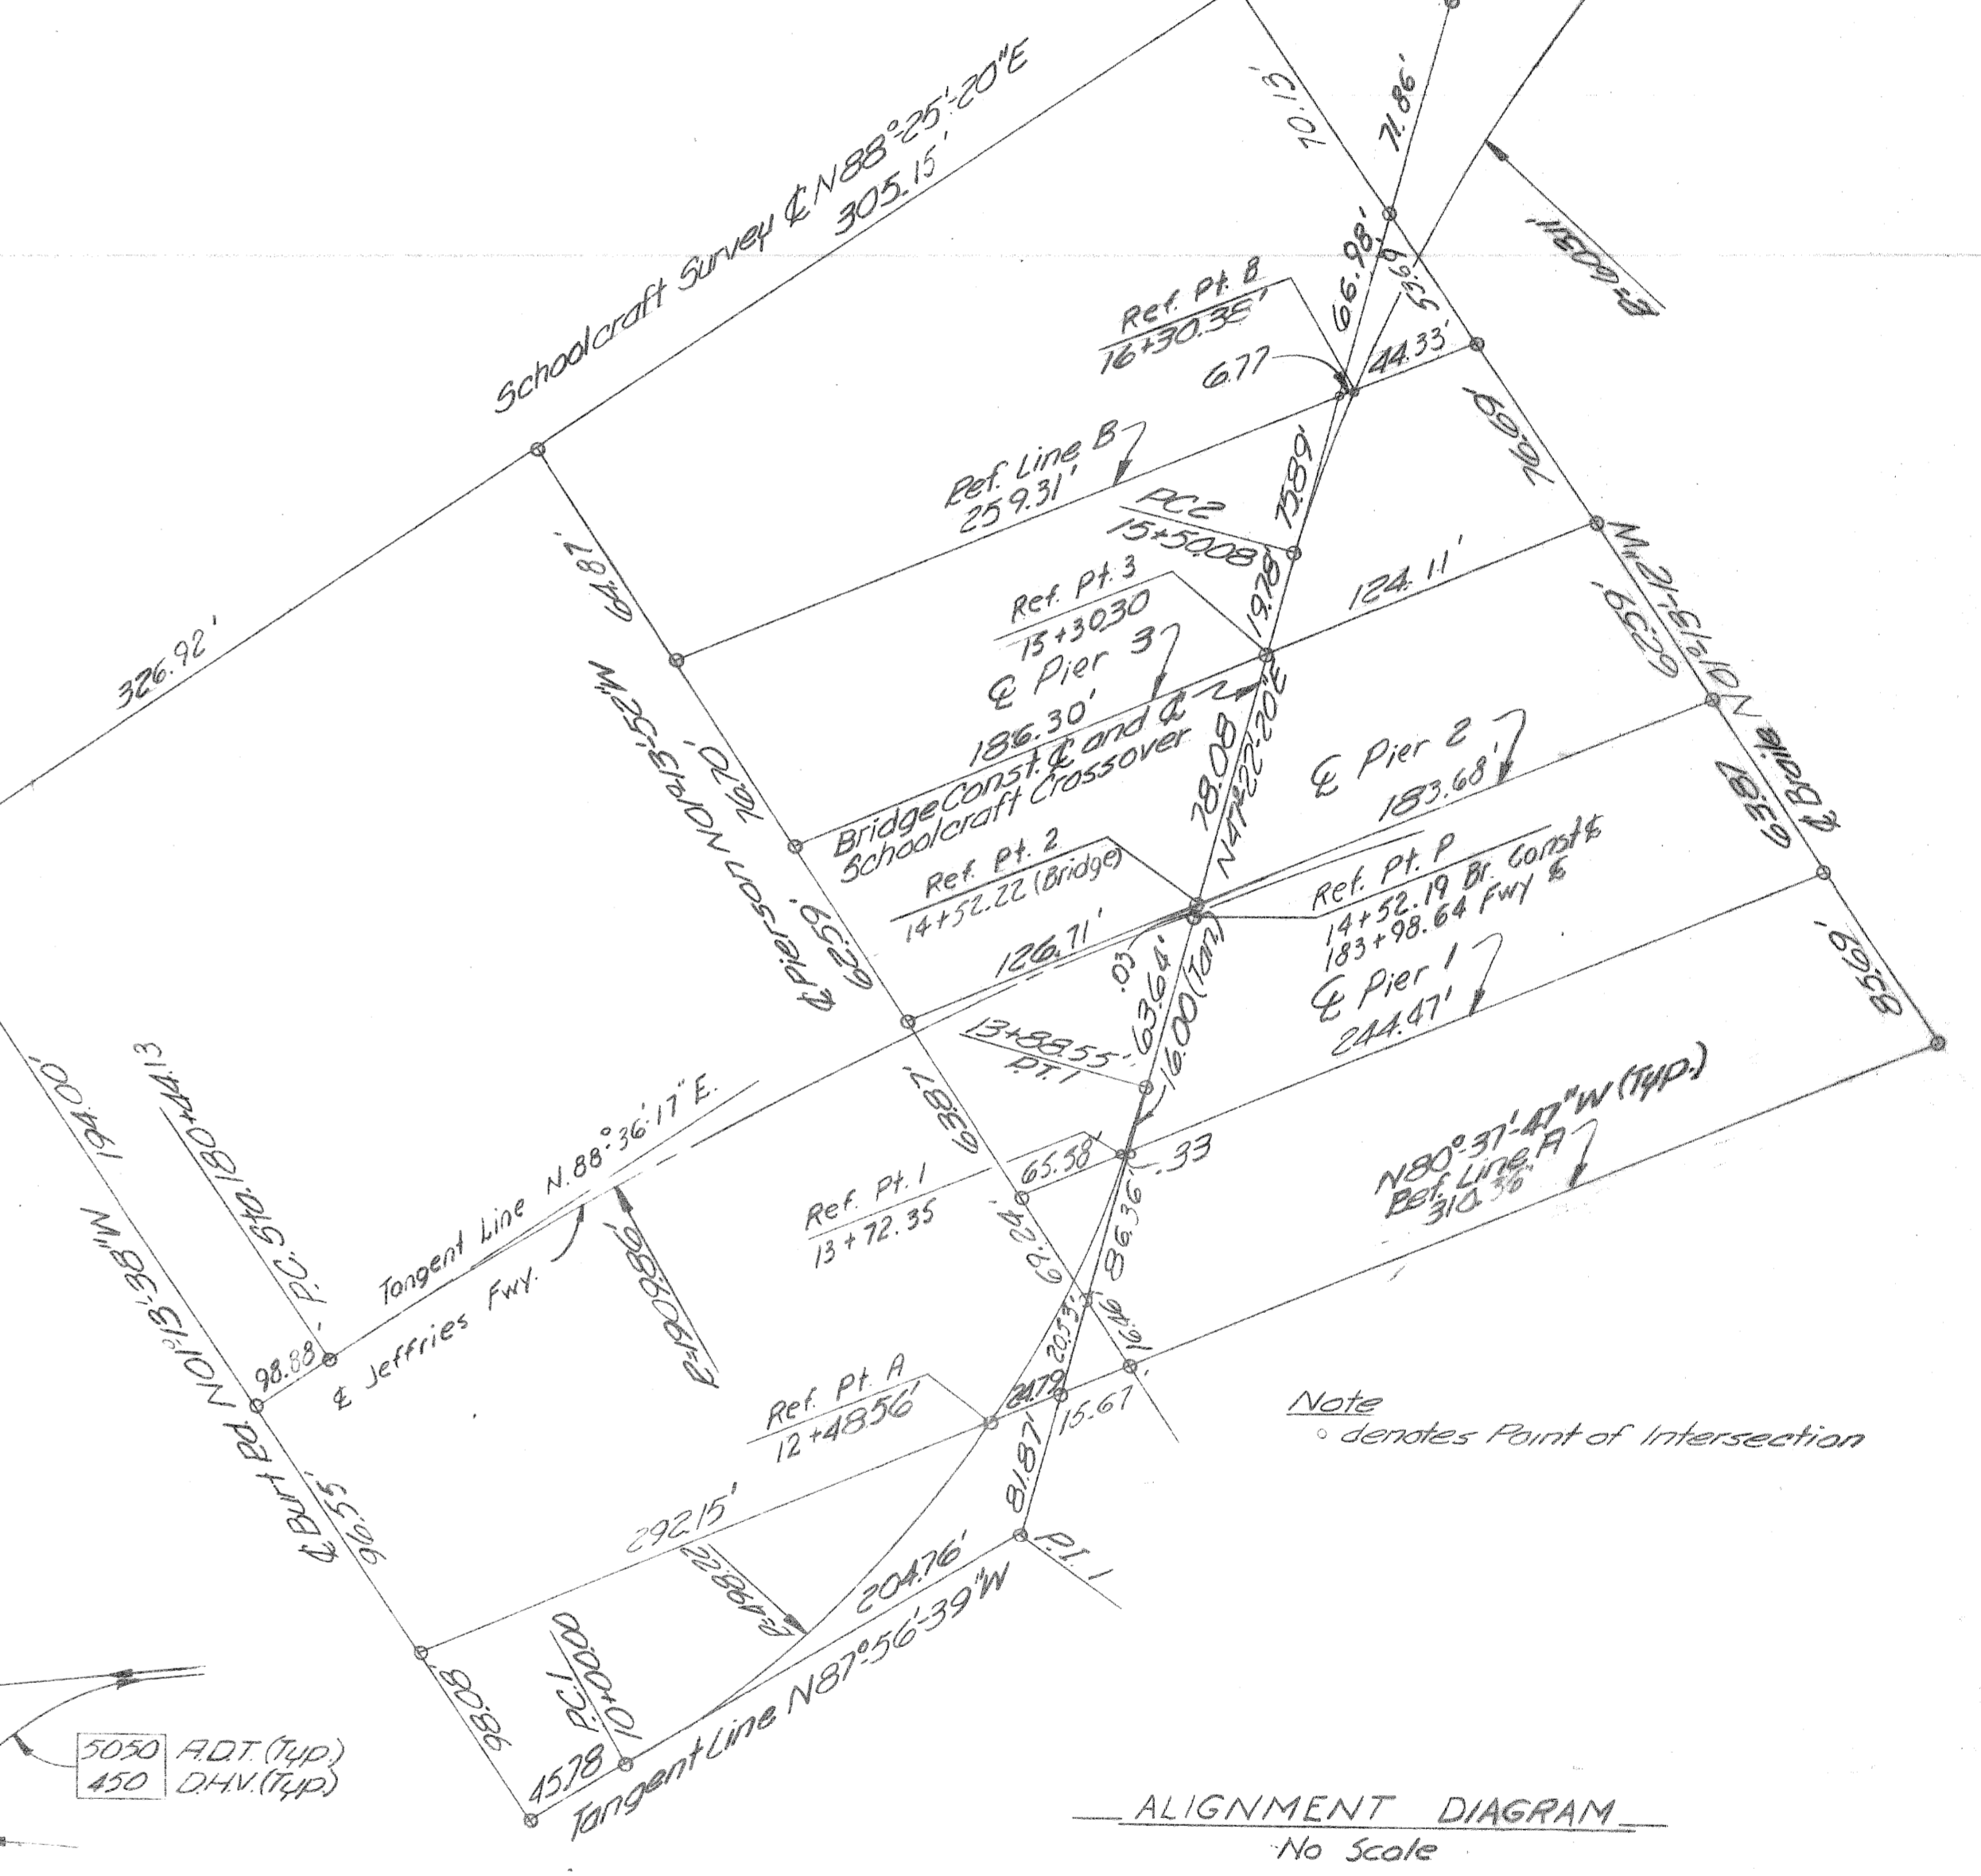 Schoolcraft Survey ℄ N88°-25'-20"E
305.15'
326.92'
70.13'
71.86'
R=603.11'
66.98'
53.69'
44.33'
Ref. Pt. B
16+30.38'
6.77
76.69'
Ref. Line B
259.31'
75.89'
PC2
15+50.08
19.78'
Ref. Pt. 3
15+30.30
℄ Pier 3
186.30'
124.11'
64.87'
℄ Pierson N01°-13'-52"W
76.70'
62.59'
℄ Braile N01°-13'-12"W
62.59'
63.87
85.69'
Bridge Const. ℄ and ℄
Schoolcraft Crossover
78.08
N47°-22'-20"E
℄ Pier 2
183.68'
Ref. Pt. 2
14+52.22 (Bridge)
126.71'
Ref. Pt. P
14+52.19 Br. Const ℄
183+98.64 Fwy ℄
.03
63.64'
16.00 (Tan)
℄ Pier 1
244.47'
13+88.55
P.T. 1
63.87'
65.58'
.33
Ref. Pt. 1
13+72.35
69.24'
86.36'
N80°-37'-47"W (Typ.)
Ref. Line A
310.36'
194.00'
P.C. Sta. 180+44.13
Tangent Line N.88°36'17"E.
℄ Jeffries Fwy.
R=1909.86'
98.88'
℄ Burt Rd. N01°-13'-38"W
96.55'
20.53'
16.46'
24.79
15.67
Ref. Pt. A
12+48.56'
81.87'
292.15'
R=498.22'
204.76'
P.I. 1
98.08'
P.C. 1
10+00.00
45.78
Tangent Line N87°-56'-39"W
Note
° denotes Point of Intersection
5050 A.D.T. (Typ.)
450 D.H.V. (Typ.)
ALIGNMENT DIAGRAM
No Scale